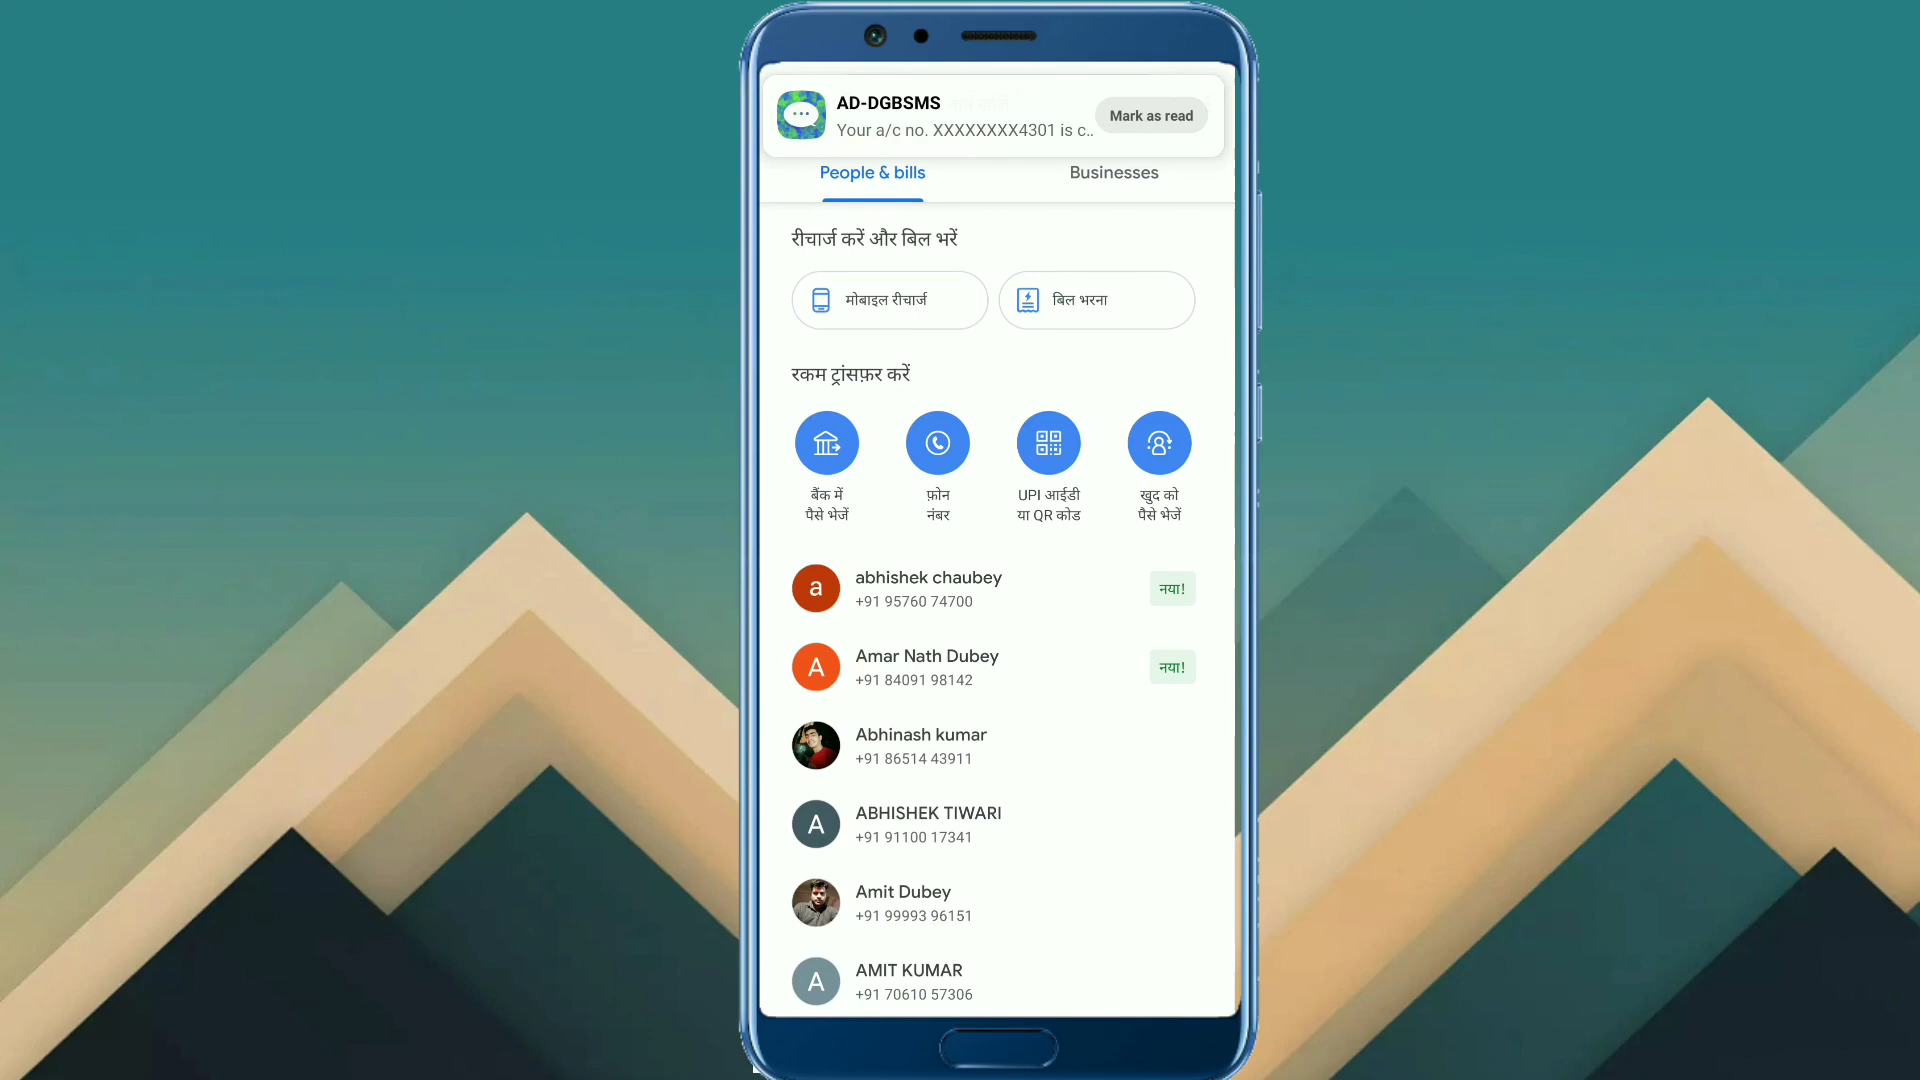 AD-DGBSMS
Your a/c no. XXXXXXXX4301 is c..
Mark as read
People & bills
Businesses
रीचार्ज करें और बिल भरें
मोबाइल रीचार्ज
बिल भरना
रकम ट्रांसफ़र करें
बैंक में
पैसे भेजें
फ़ोन
नंबर
UPI आईडी
या QR कोड
खुद को
पैसे भेजें
a
abhishek chaubey
+91 95760 74700
नया!
A
Amar Nath Dubey
+91 84091 98142
नया!
Abhinash kumar
+91 86514 43911
A
ABHISHEK TIWARI
+91 91100 17341
Amit Dubey
+91 99993 96151
A
AMIT KUMAR
+91 70610 57306